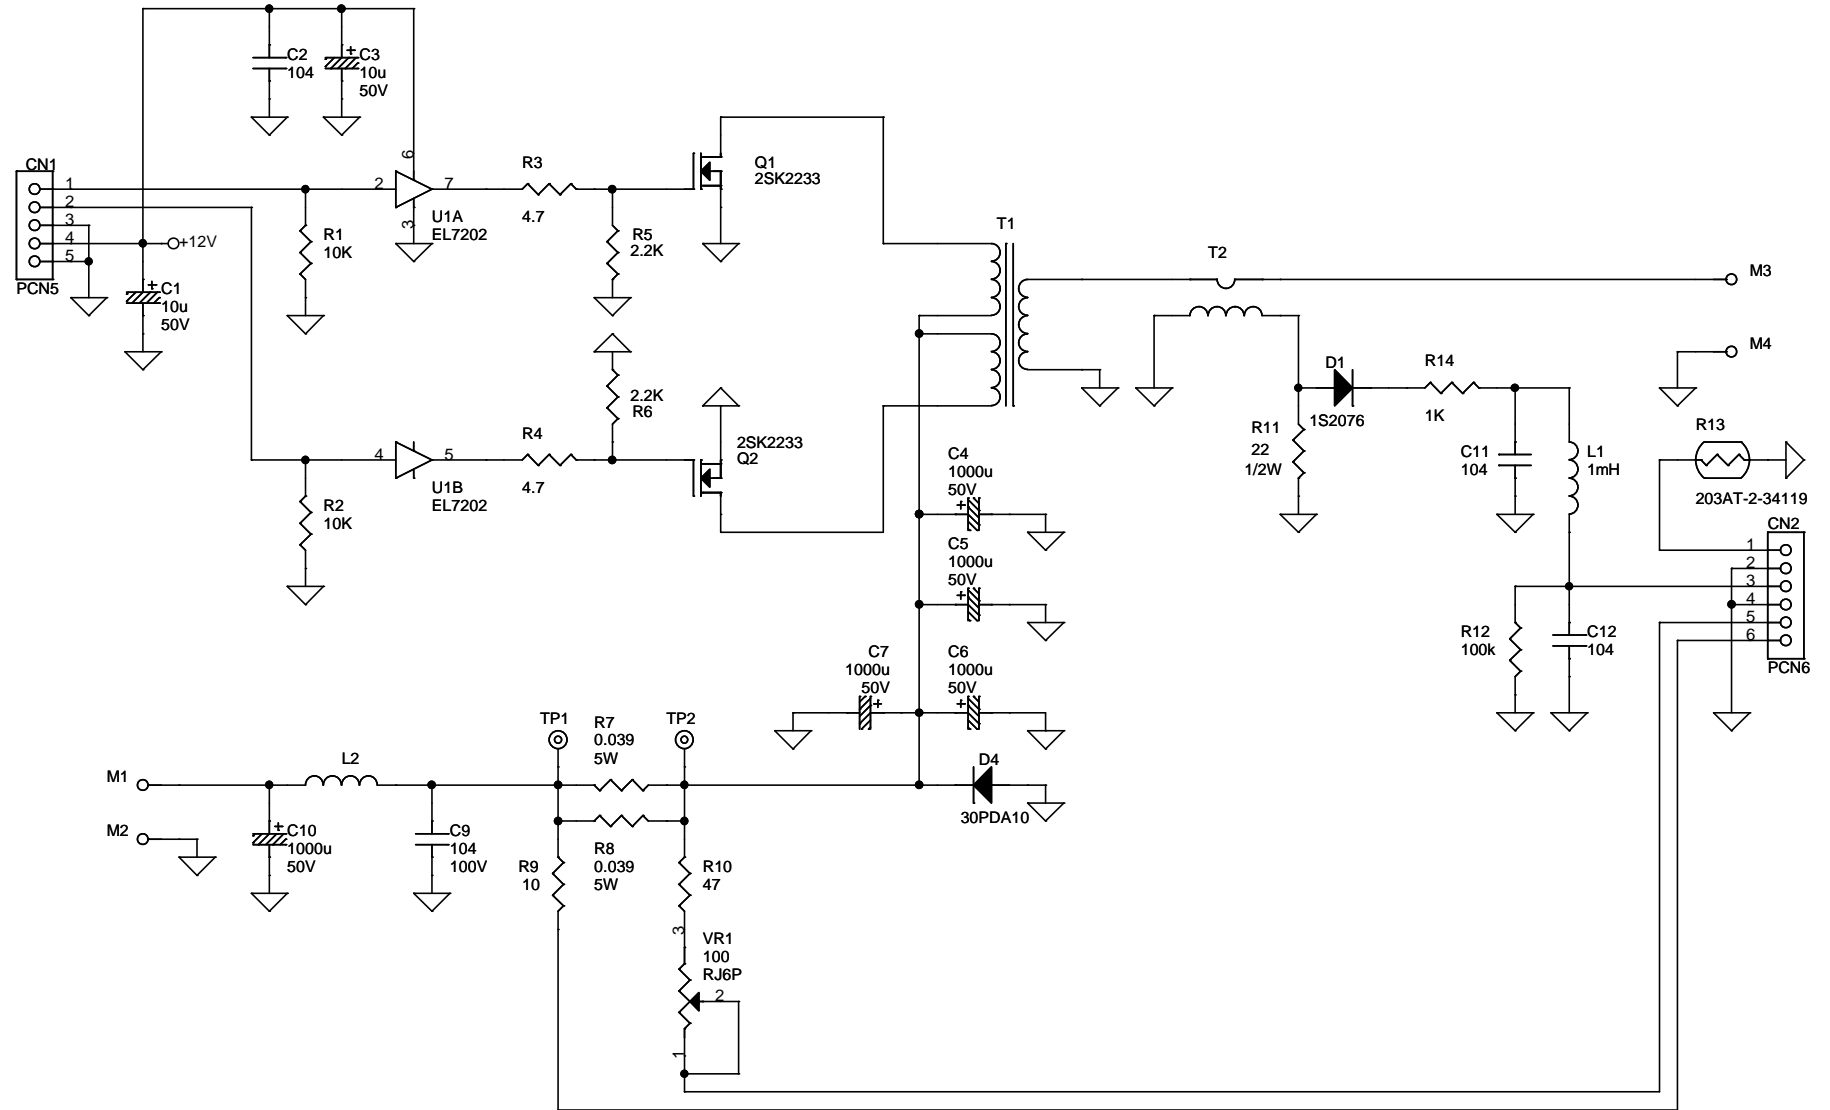 C2
104
C3
+
10u
50V
CN1
1
2
3
4
5
PCN5
+12V
+
C1
10u
50V
R1
10K
2
6
3
7
U1A
EL7202
R3
4.7
R5
2.2K
Q1
2SK2233
T1
T2
M3
M4
2.2K
R6
2SK2233
Q2
R4
4.7
4
5
U1B
EL7202
R2
10K
D1
1S2076
R14
1K
R11
22
1/2W
C11
104
L1
1mH
R13
203AT-2-34119
CN2
1
2
3
4
5
6
PCN6
R12
100k
C12
104
C4
1000u
50V
+
C5
1000u
50V
+
C7
1000u
50V
+
C6
1000u
50V
+
D4
30PDA10
TP1
R7
0.039
5W
TP2
M1
L2
M2
+
C10
1000u
50V
C9
104
100V
R9
10
R8
0.039
5W
R10
47
3
VR1
100
RJ6P
2
1